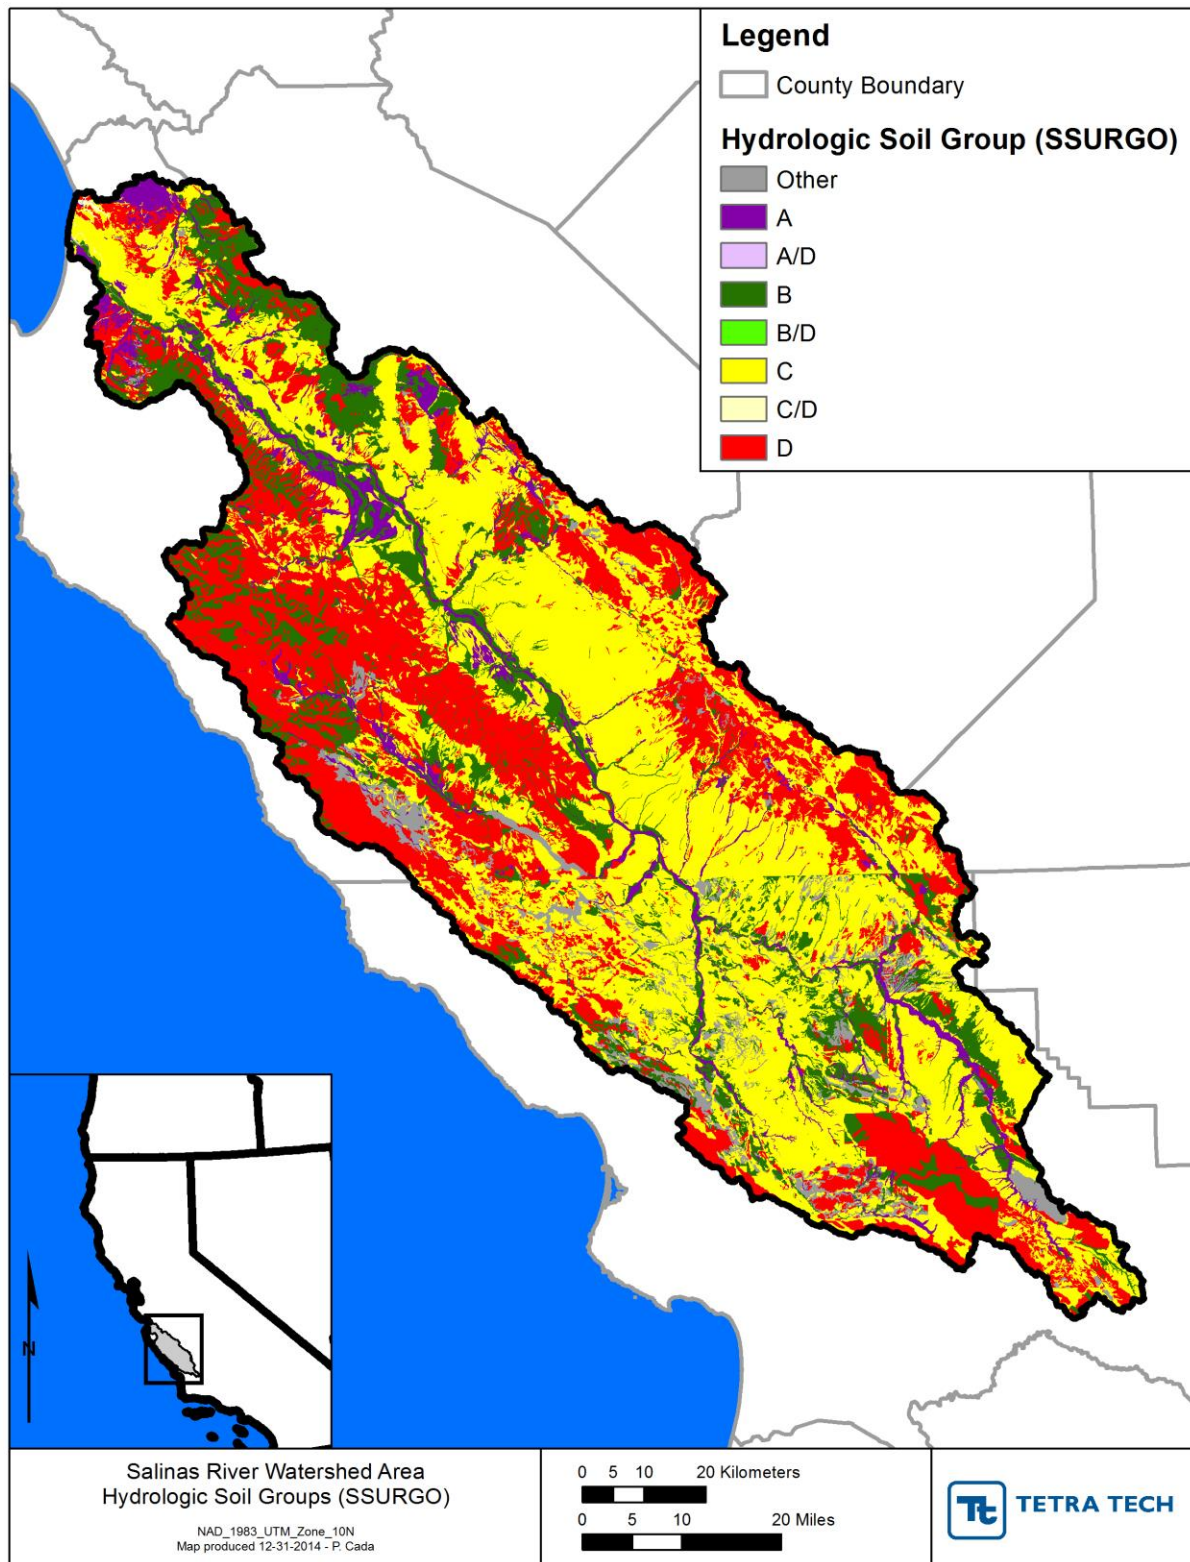 Legend
County Boundary
Hydrologic Soil Group (SSURGO)
Other
A
A/D
B
B/D
C
C/D
D
N
Salinas River Watershed Area
Hydrologic Soil Groups (SSURGO)
NAD_1983_UTM_Zone_10N
Map produced 12-31-2014 - P. Cada
0 5 10 20 Kilometers
0 5 10 20 Miles
Tt TETRA TECH